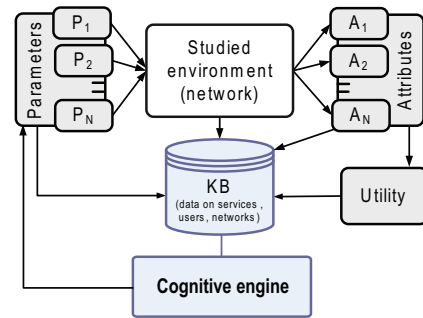 Parameters
P1
P2
PN
Studied
environment
(network)
A1
A2
AN
Attributes
KB
(data on services ,
users , networks )
Utility
Cognitive engine